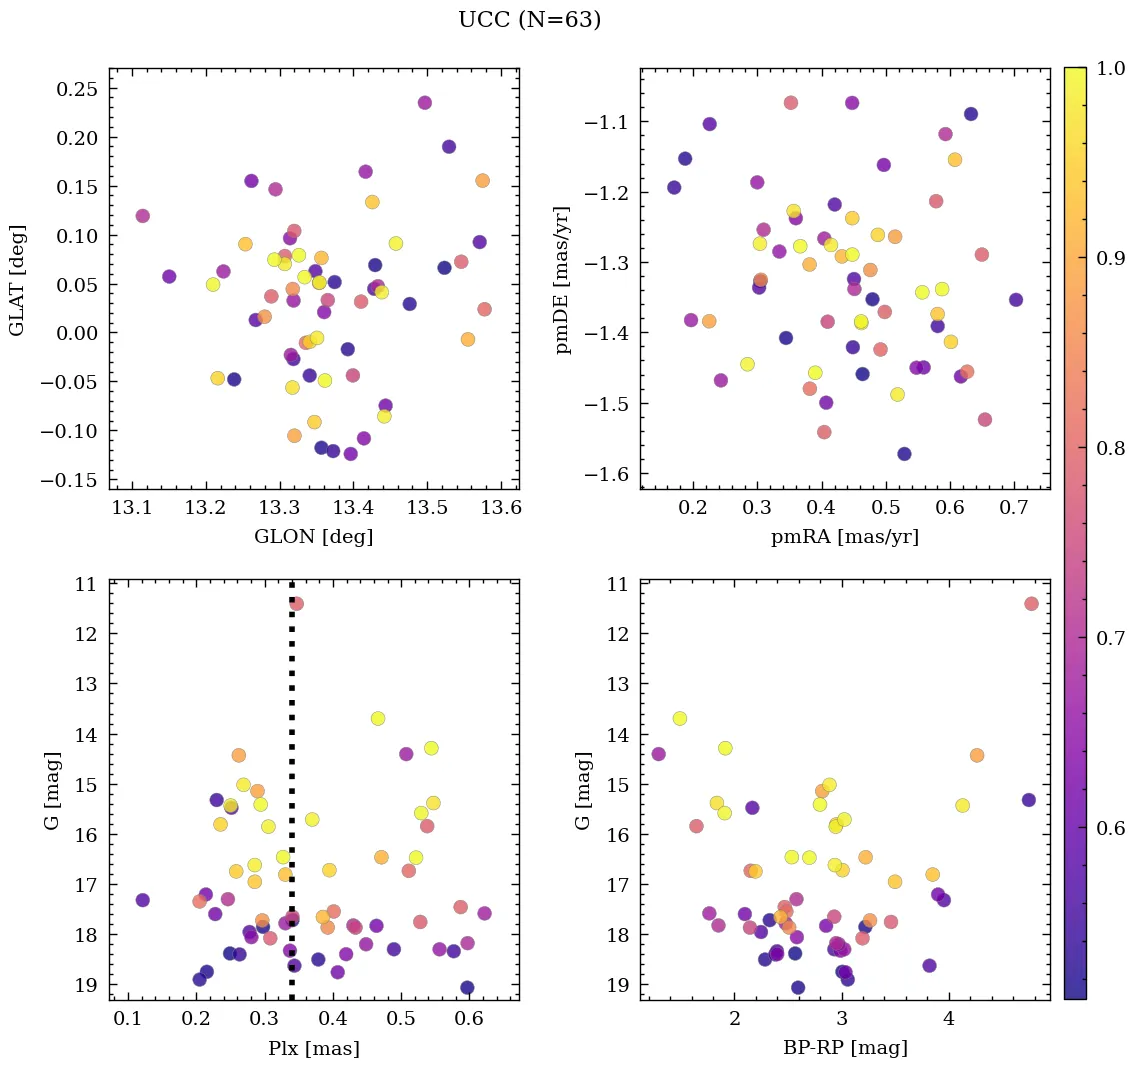 UCC (N=63)
0.25
0.20
0.15
0.10
0.05
0.00
−0.05
−0.10
−0.15
GLAT [deg]
13.1 13.2 13.3 13.4 13.5 13.6
GLON [deg]
−1.1
−1.2
−1.3
−1.4
−1.5
−1.6
pmDE [mas/yr]
0.2 0.3 0.4 0.5 0.6 0.7
pmRA [mas/yr]
11
12
13
14
15
16
17
18
19
G [mag]
0.1 0.2 0.3 0.4 0.5 0.6
Plx [mas]
11
12
13
14
15
16
17
18
19
G [mag]
2 3 4
BP-RP [mag]
1.0
0.9
0.8
0.7
0.6